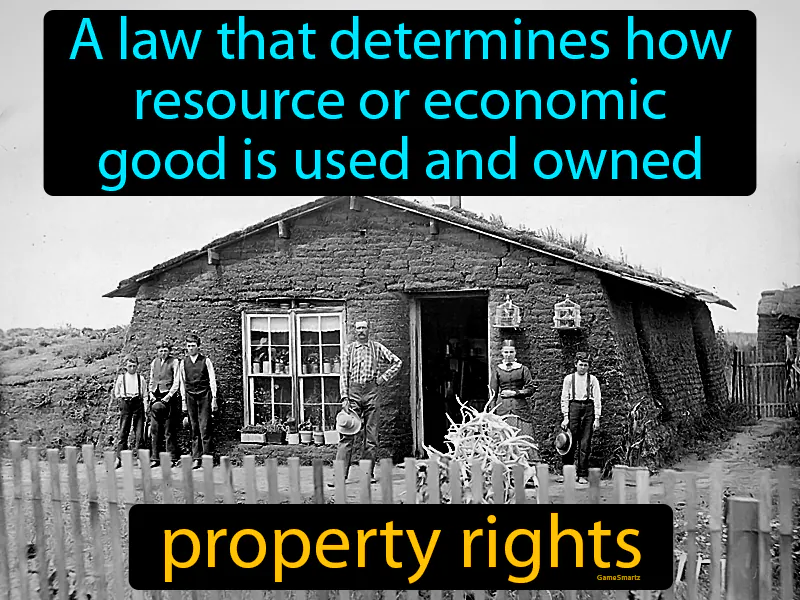 A law that determines how
resource or economic
good is used and owned
property rights
GameSmartz